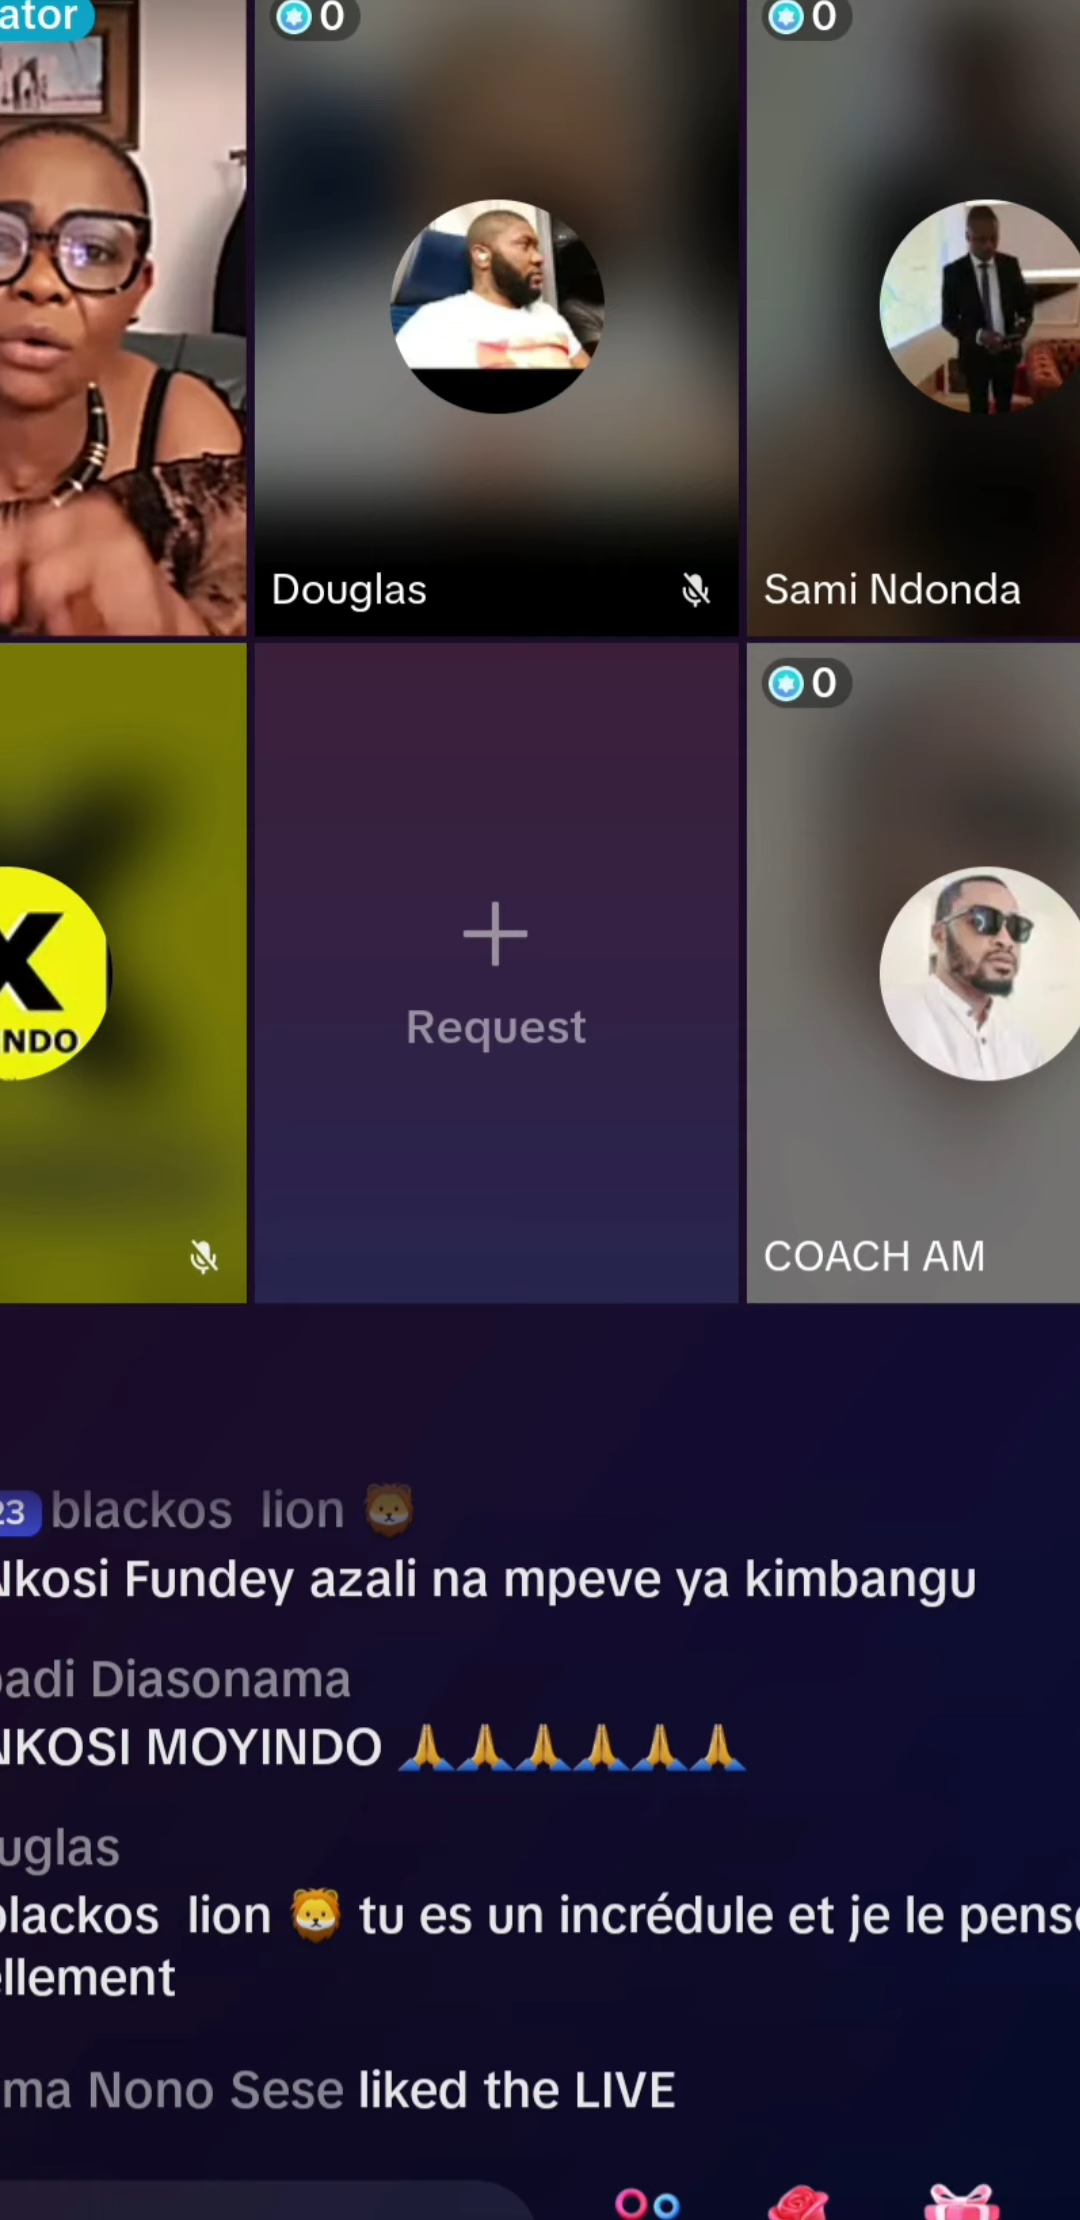 ator
0
0
Douglas
Sami Ndonda
0
X
NDO
Request
COACH AM
23 blackos lion 🦁
Nkosi Fundey azali na mpeve ya kimbangu
adi Diasonama
NKOSI MOYINDO 🙏🙏🙏🙏🙏🙏
uglas
blackos lion 🦁 tu es un incrédule et je le pense
ellement
ma Nono Sese liked the LIVE